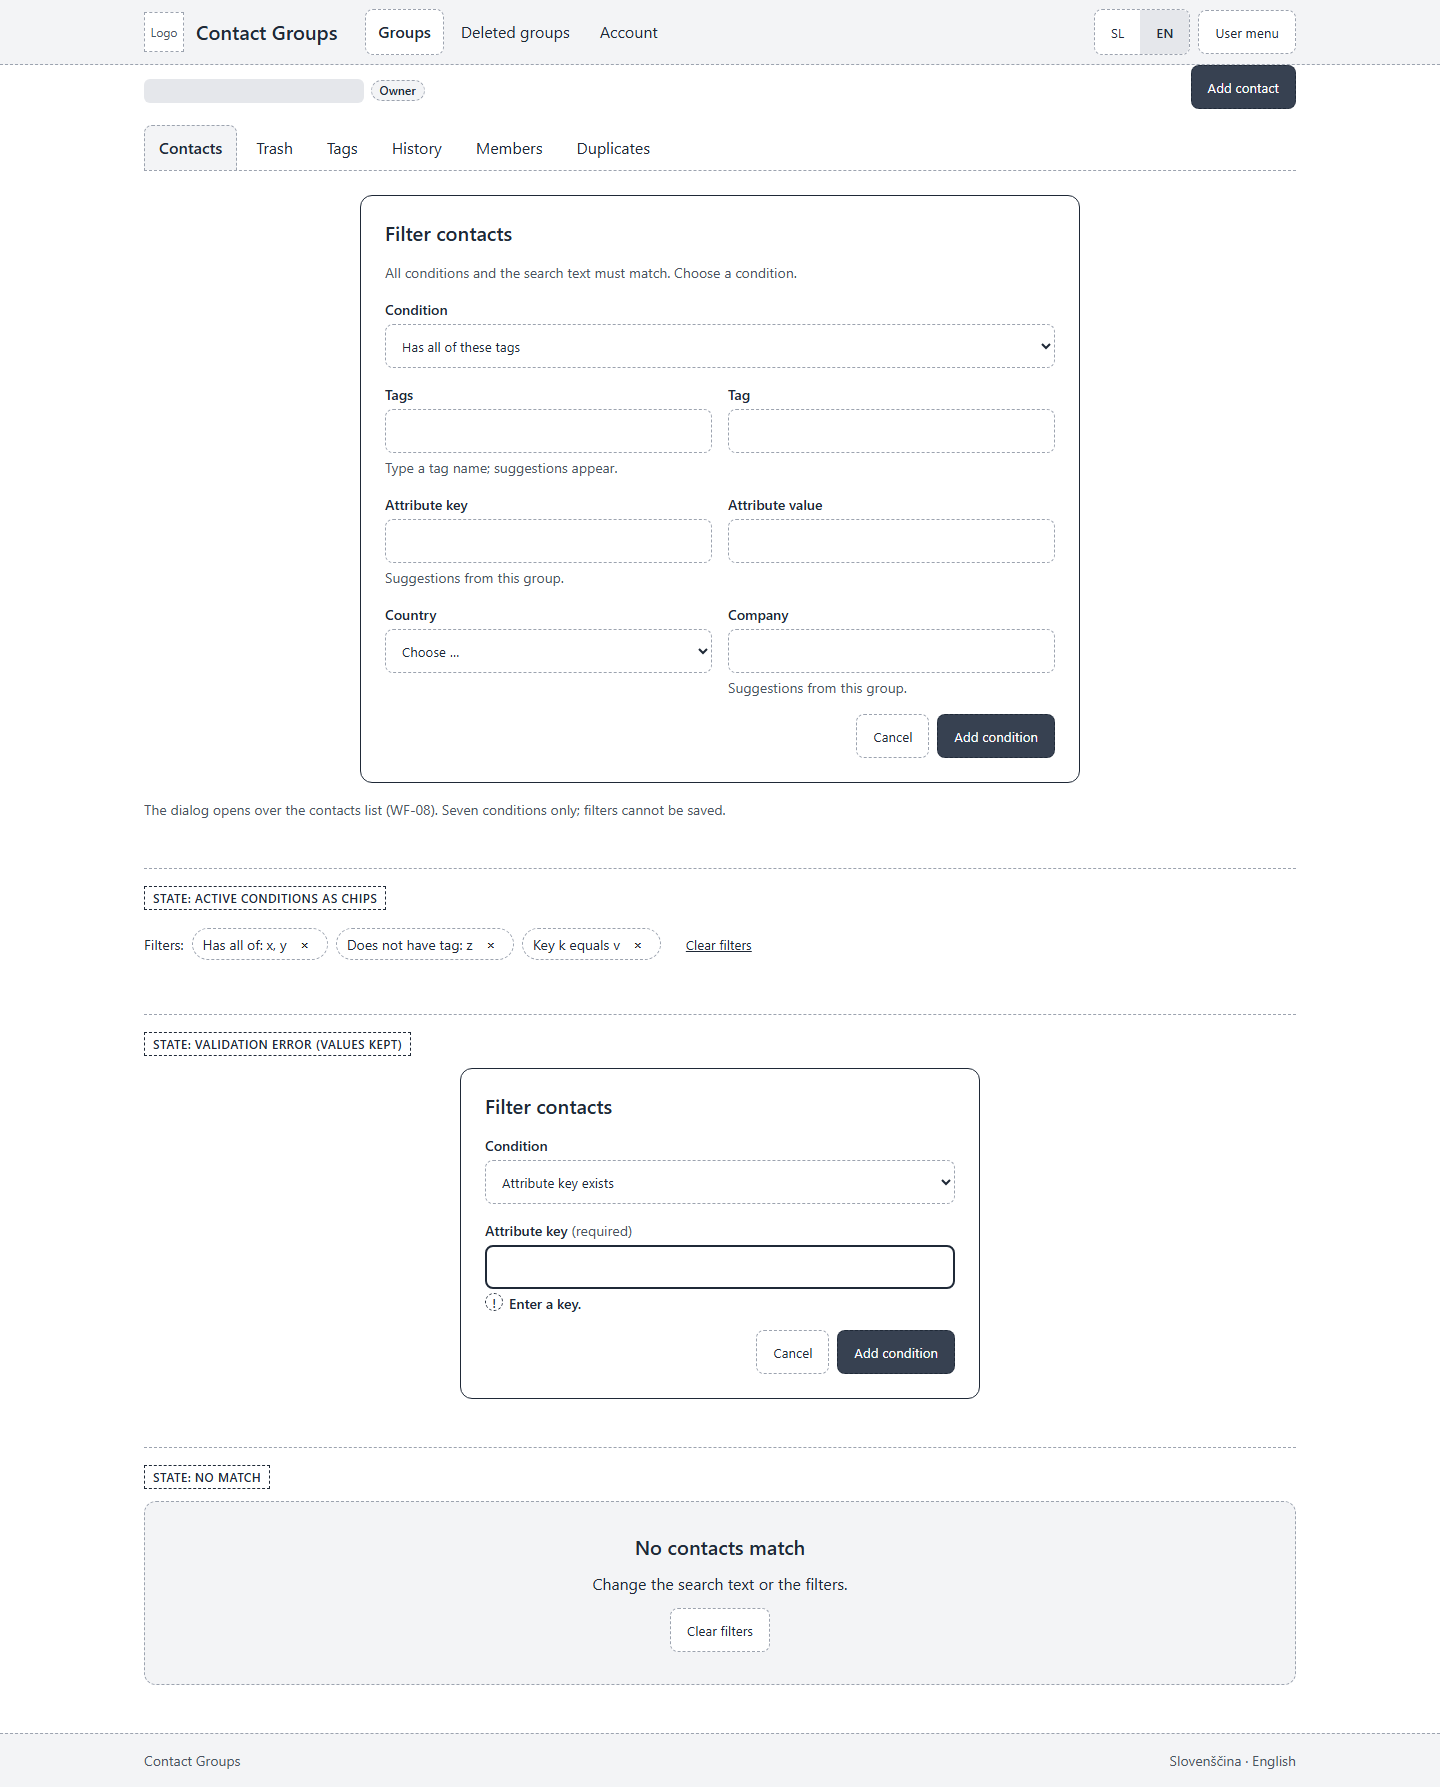 Logo Contact Groups Groups Deleted groups Account SL EN User menu
Owner Add contact
Contacts Trash Tags History Members Duplicates
Filter contacts
All conditions and the search text must match. Choose a condition.
Condition
Has all of these tags
Tags Tag
Type a tag name; suggestions appear.
Attribute key Attribute value
Suggestions from this group.
Country Company
Choose ...
Suggestions from this group.
Cancel Add condition
The dialog opens over the contacts list (WF-08). Seven conditions only; filters cannot be saved.
STATE: ACTIVE CONDITIONS AS CHIPS
Filters: Has all of: x, y × Does not have tag: z × Key k equals v × Clear filters
STATE: VALIDATION ERROR (VALUES KEPT)
Filter contacts
Condition
Attribute key exists
Attribute key (required)
! Enter a key.
Cancel Add condition
STATE: NO MATCH
No contacts match
Change the search text or the filters.
Clear filters
Contact Groups Slovenščina · English